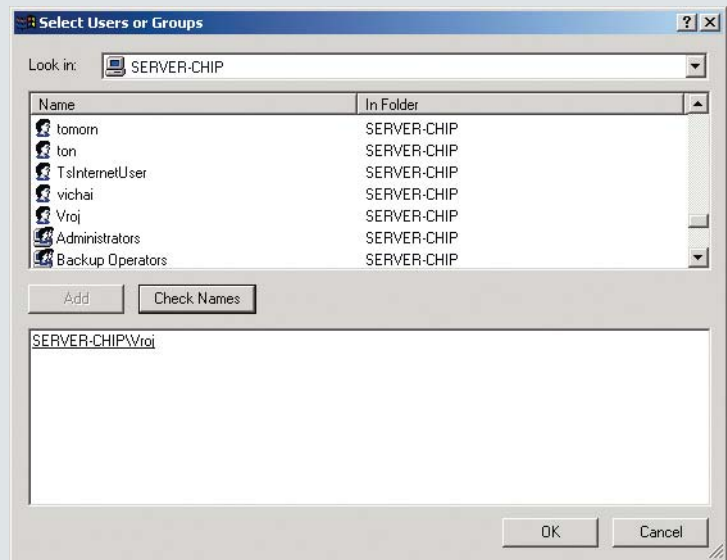 Select Users or Groups
Look in: SERVER-CHIP
Name In Folder
tomorn SERVER-CHIP
ton SERVER-CHIP
TsInternetUser SERVER-CHIP
vichai SERVER-CHIP
Vroj SERVER-CHIP
Administrators SERVER-CHIP
Backup Operators SERVER-CHIP
Add Check Names
SERVER-CHIP\Vroj
OK Cancel